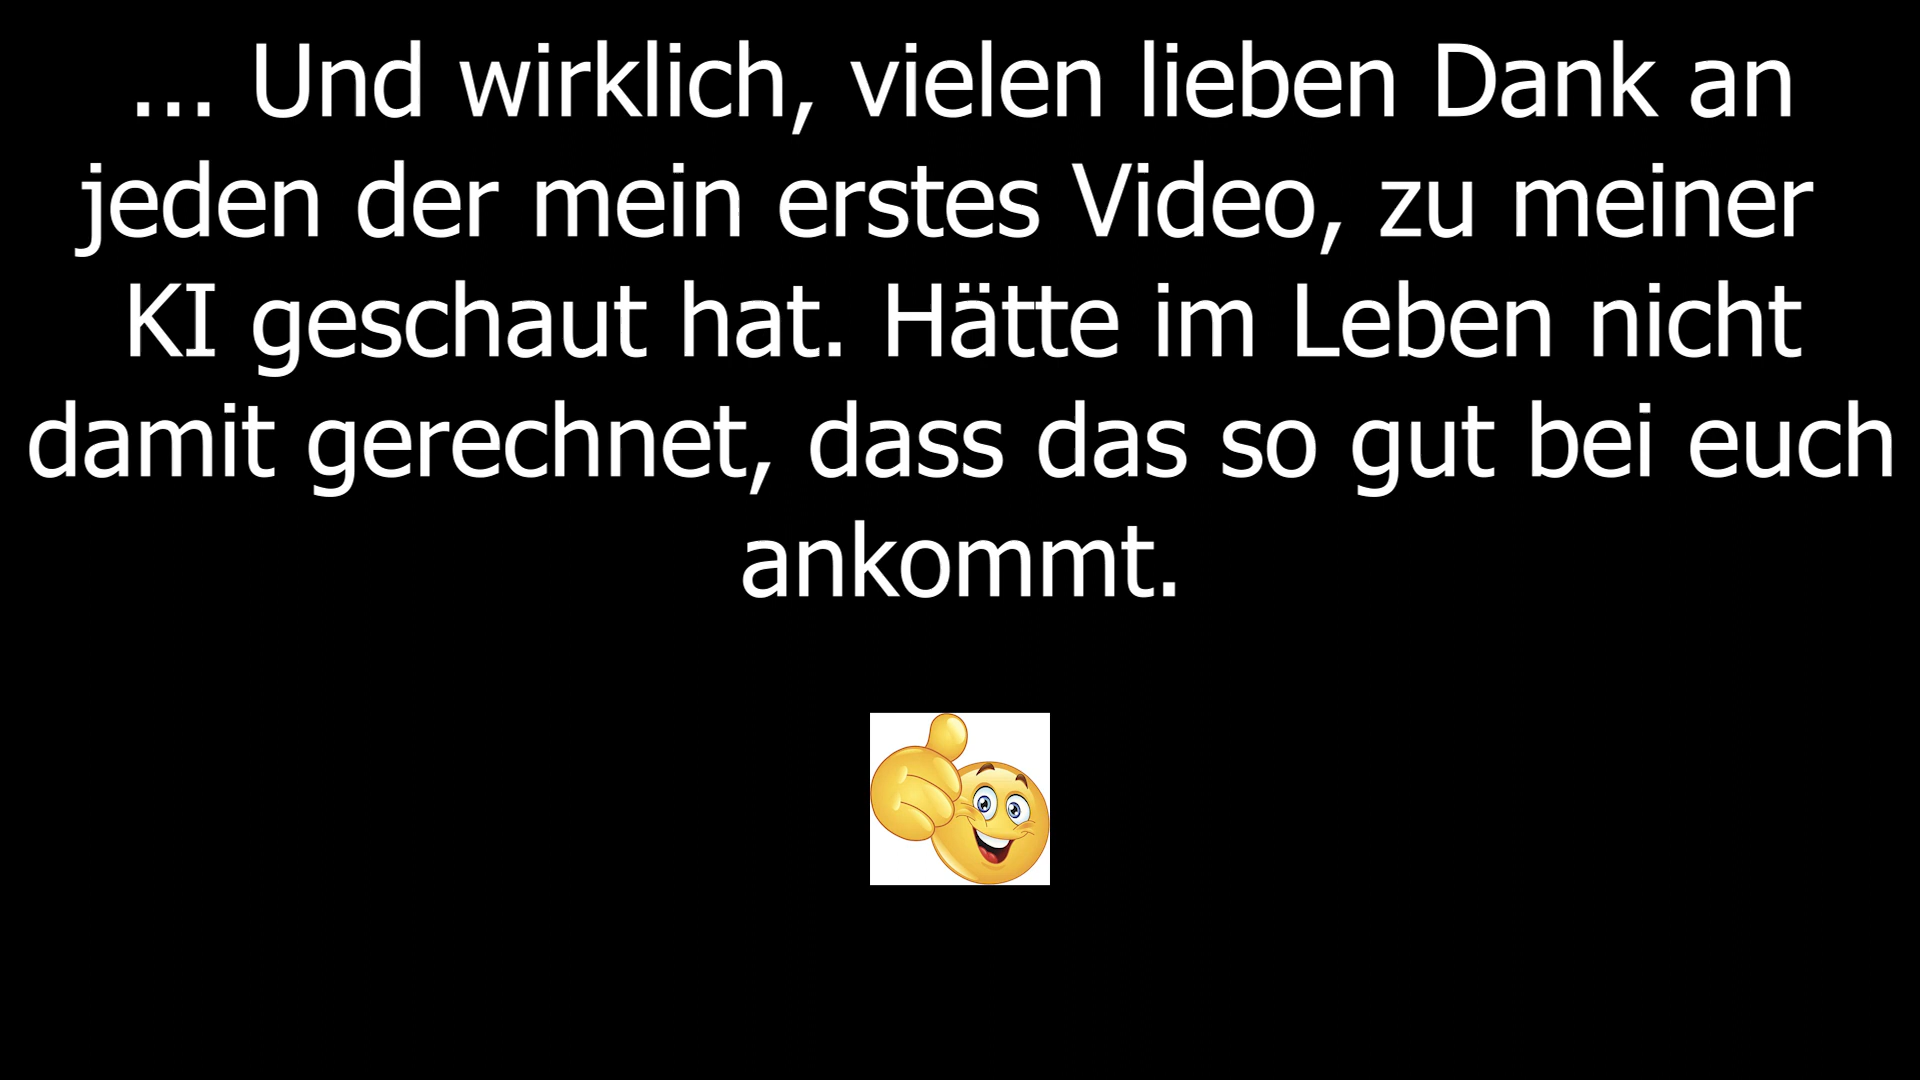 ... Und wirklich, vielen lieben Dank an
jeden der mein erstes Video, zu meiner
KI geschaut hat. Hätte im Leben nicht
damit gerechnet, dass das so gut bei euch
ankommt.